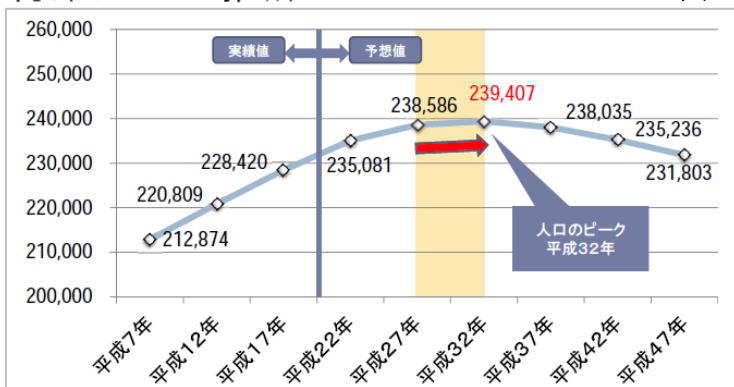 260,000
250,000
240,000
230,000
220,000
210,000
200,000
実績値
予想値
212,874
220,809
228,420
235,081
238,586
239,407
238,035
235,236
231,803
人口のピーク
平成32年
平成7年
平成12年
平成17年
平成22年
平成27年
平成32年
平成37年
平成42年
平成47年